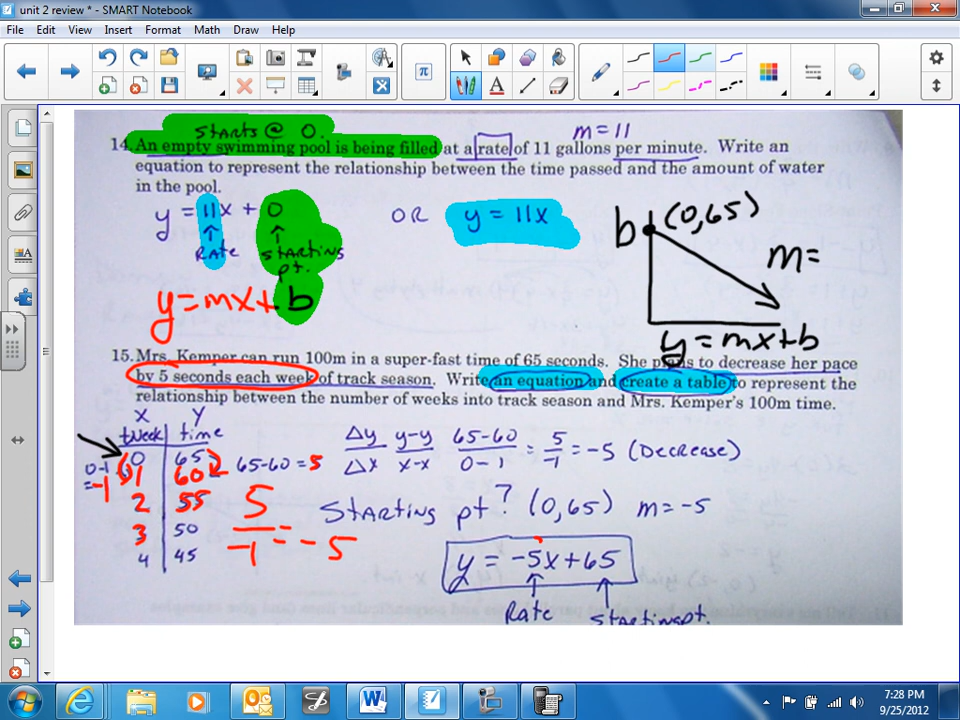 unit 2 review * - SMART Notebook
File Edit View Insert Format Math Draw Help
starts @ 0.
m = 11
14. An empty swimming pool is being filled at a rate of 11 gallons per minute. Write an
equation to represent the relationship between the time passed and the amount of water
in the pool.
y = 11x + 0
OR
y = 11x
Rate
starting
pt.
y=mx+b
b
(0,65)
m=
y=mx+b
15. Mrs. Kemper can run 100m in a super-fast time of 65 seconds. She plans to decrease her pace
by 5 seconds each week of track season. Write an equation and create a table to represent the
relationship between the number of weeks into track season and Mrs. Kemper's 100m time.
X Y
week time
0 65
1 60
2 55
3 50
4 45
0-1
=-1
65-60=5
5/-1 = -5
Δy/Δx y-y/x-x 65-60/0-1 = 5/-1 = -5 (Decrease)
Starting pt? (0,65) m=-5
y = -5x+65
Rate
starting pt.
7:28 PM
9/25/2012